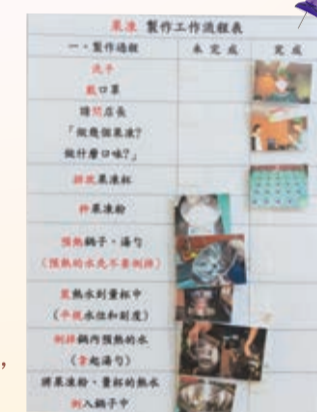 果凍 製作工作流程表
一、製作過程 未完成 完成
洗手
戴口罩
請問店長
「做幾個果凍?
做什麼口味?」
排放果凍杯
秤果凍粉
預熱鍋子、湯勺
(預熱的水先不要倒掉)
裝熱水到量杯中
(平視水位和刻度)
倒掉鍋內預熱的水
(拿起湯勺)
將果凍粉、量杯的熱水
倒入鍋子中
,